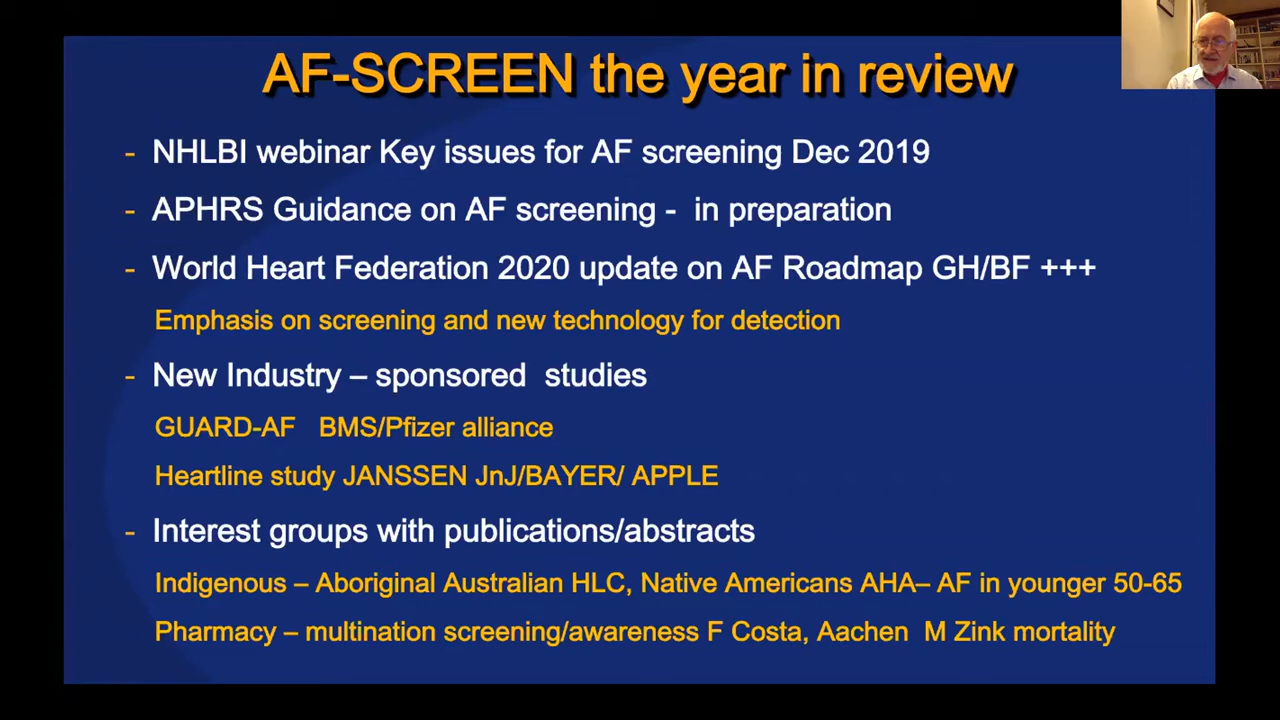 AF-SCREEN the year in review
- NHLBI webinar Key issues for AF screening Dec 2019
- APHRS Guidance on AF screening - in preparation
- World Heart Federation 2020 update on AF Roadmap GH/BF +++
Emphasis on screening and new technology for detection
- New Industry – sponsored studies
GUARD-AF BMS/Pfizer alliance
Heartline study JANSSEN JnJ/BAYER/ APPLE
- Interest groups with publications/abstracts
Indigenous – Aboriginal Australian HLC, Native Americans AHA– AF in younger 50-65
Pharmacy – multination screening/awareness F Costa, Aachen M Zink mortality